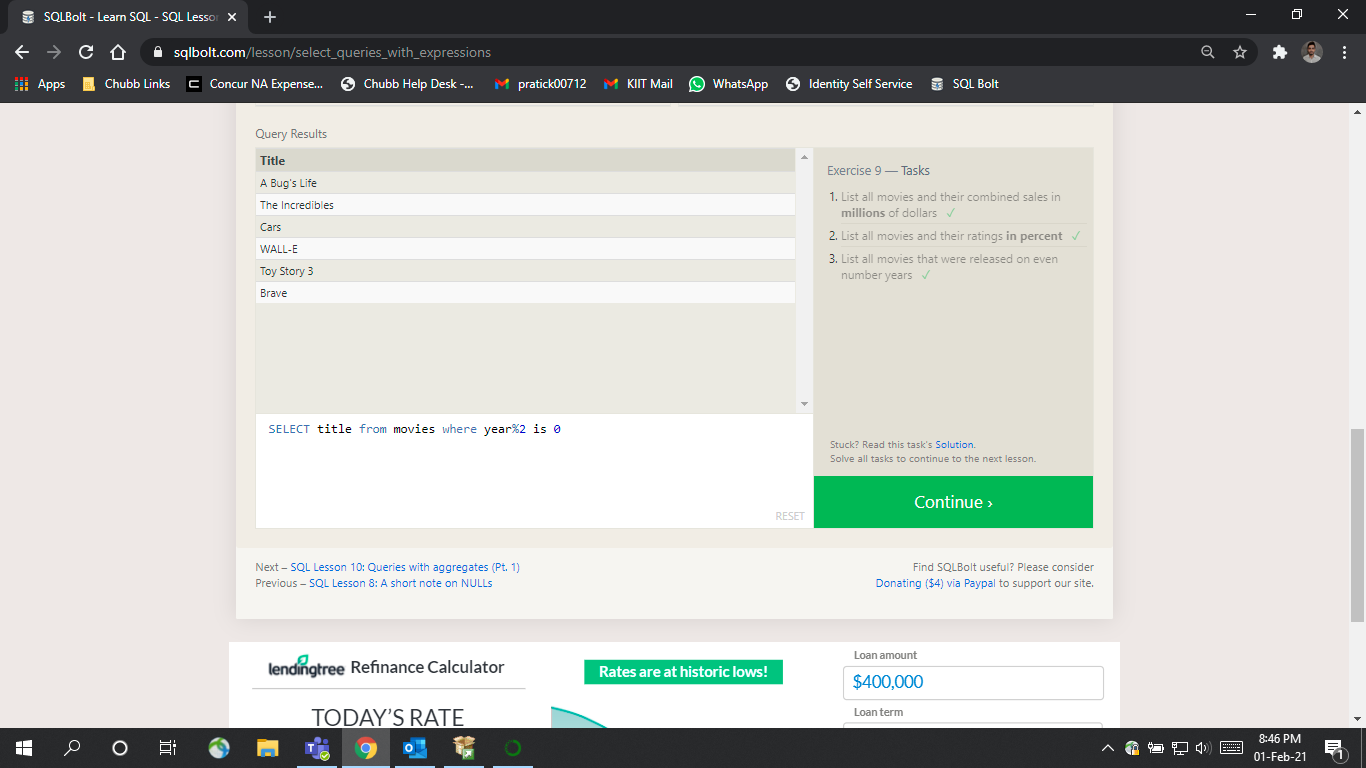 SQLBolt - Learn SQL - SQL Lesson
sqlbolt.com/lesson/select_queries_with_expressions
Apps Chubb Links Concur NA Expense... Chubb Help Desk -... pratick00712 KIIT Mail WhatsApp Identity Self Service SQL Bolt
Query Results
Title
A Bug's Life
The Incredibles
Cars
WALL-E
Toy Story 3
Brave
SELECT title from movies where year%2 is 0
RESET
Exercise 9 — Tasks
1. List all movies and their combined sales in
millions of dollars ✓
2. List all movies and their ratings in percent ✓
3. List all movies that were released on even
number years ✓
Stuck? Read this task's Solution.
Solve all tasks to continue to the next lesson.
Continue ›
Next – SQL Lesson 10: Queries with aggregates (Pt. 1)
Previous – SQL Lesson 8: A short note on NULLs
Find SQLBolt useful? Please consider
Donating ($4) via Paypal to support our site.
lendingtree Refinance Calculator
TODAY'S RATE
Rates are at historic lows!
Loan amount
$400,000
Loan term
8:46 PM
01-Feb-21
1